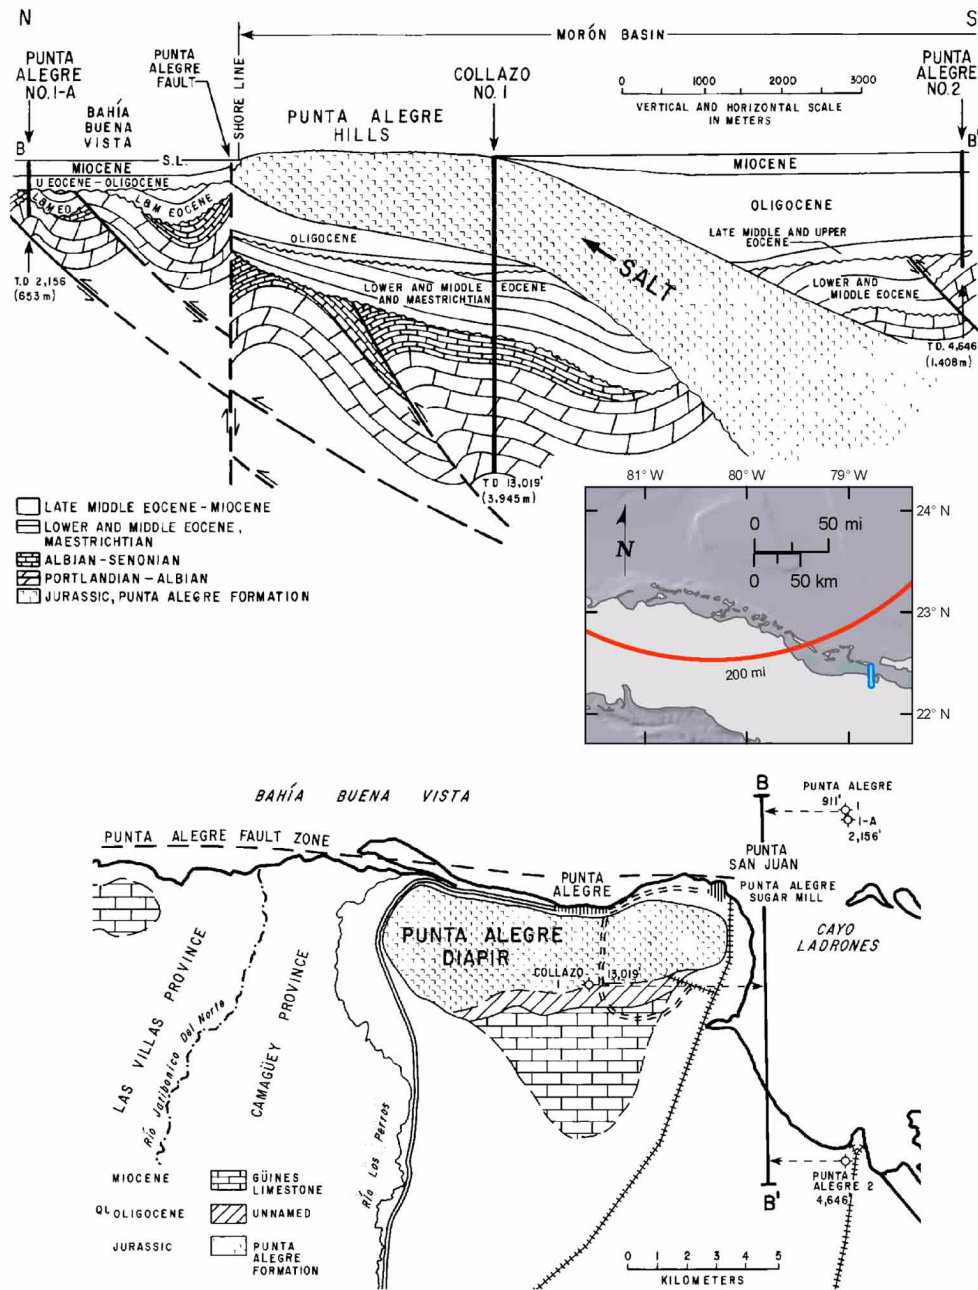 N
S
MORÓN BASIN
PUNTA
ALEGRE
NO. 1-A
BAHÍA
BUENA
VISTA
PUNTA
ALEGRE
FAULT
SHORE LINE
PUNTA ALEGRE
HILLS
COLLAZO
NO. 1
0 1000 2000 3000
VERTICAL AND HORIZONTAL SCALE
IN METERS
PUNTA
ALEGRE
NO. 2
B
B'
S.L.
MIOCENE
U EOCENE-OLIGOCENE
L&M EO
L&M EOCENE
MIOCENE
OLIGOCENE
LATE MIDDLE AND UPPER
EOCENE
OLIGOCENE
SALT
LOWER AND MIDDLE EOCENE
AND MAESTRICHTIAN
LOWER AND
MIDDLE EOCENE
T.D 2,156
(653 m)
T.D. 4,646
(1,408m)
T D 13,019'
(3,945m)
LATE MIDDLE EOCENE-MIOCENE
LOWER AND MIDDLE EOCENE,
MAESTRICHTIAN
ALBIAN-SENONIAN
PORTLANDIAN-ALBIAN
JURASSIC, PUNTA ALEGRE FORMATION
81° W 80° W 79° W
24° N
23° N
22° N
N
0 50 mi
0 50 km
200 mi
BAHÍA BUENA VISTA
PUNTA ALEGRE FAULT ZONE
B
PUNTA ALEGRE
911' 1
1-A
2,156'
PUNTA
SAN JUAN
PUNTA
ALEGRE
PUNTA ALEGRE
SUGAR MILL
CAYO
LADRONES
PUNTA ALEGRE
DIAPIR
COLLAZO
1
13,019'
LAS VILLAS PROVINCE
Río Jatibonico Del Norte
CAMAGÜEY PROVINCE
Río Los Perros
MIOCENE
GÜINES
LIMESTONE
QL OLIGOCENE
UNNAMED
JURASSIC
PUNTA
ALEGRE
FORMATION
PUNTA
ALEGRE 2
4,646'
B'
0 1 2 3 4 5
KILOMETERS